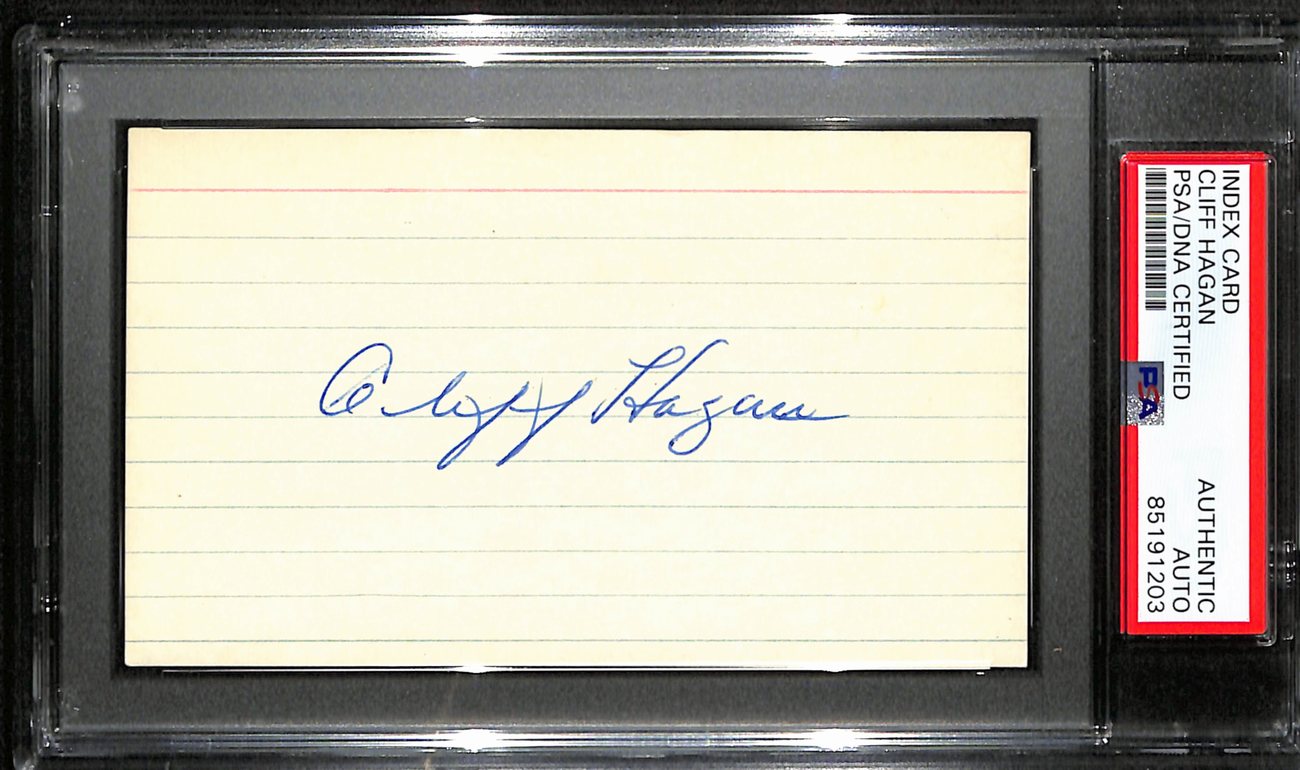 Cliff Hagan
INDEX CARD
CLIFF HAGAN
PSA/DNA CERTIFIED
PSA
AUTHENTIC
AUTO
85191203